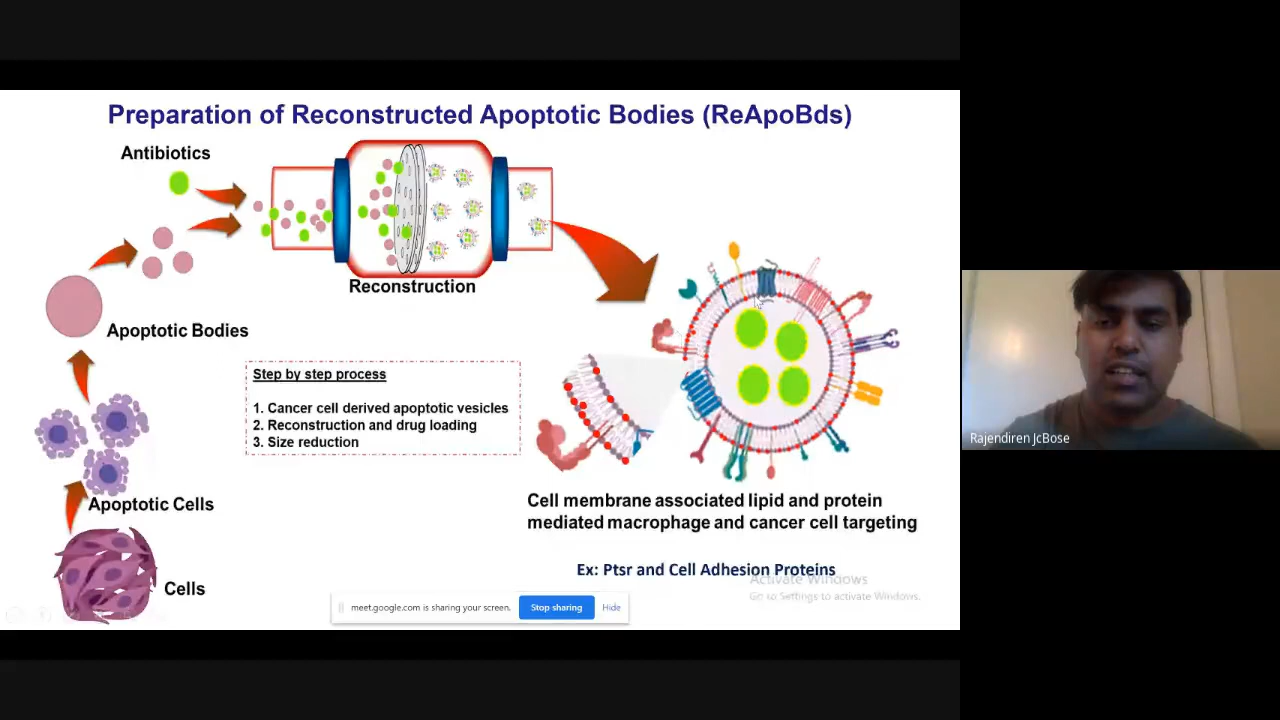 Preparation of Reconstructed Apoptotic Bodies (ReApoBds)
Antibiotics
Reconstruction
Apoptotic Bodies
Step by step process
1. Cancer cell derived apoptotic vesicles
2. Reconstruction and drug loading
3. Size reduction
Apoptotic Cells
Cells
Cell membrane associated lipid and protein
mediated macrophage and cancer cell targeting
Ex: Ptsr and Cell Adhesion Proteins
Activate Windows
Go to Settings to activate Windows.
meet.google.com is sharing your screen.
Stop sharing
Hide
Rajendiren JcBose